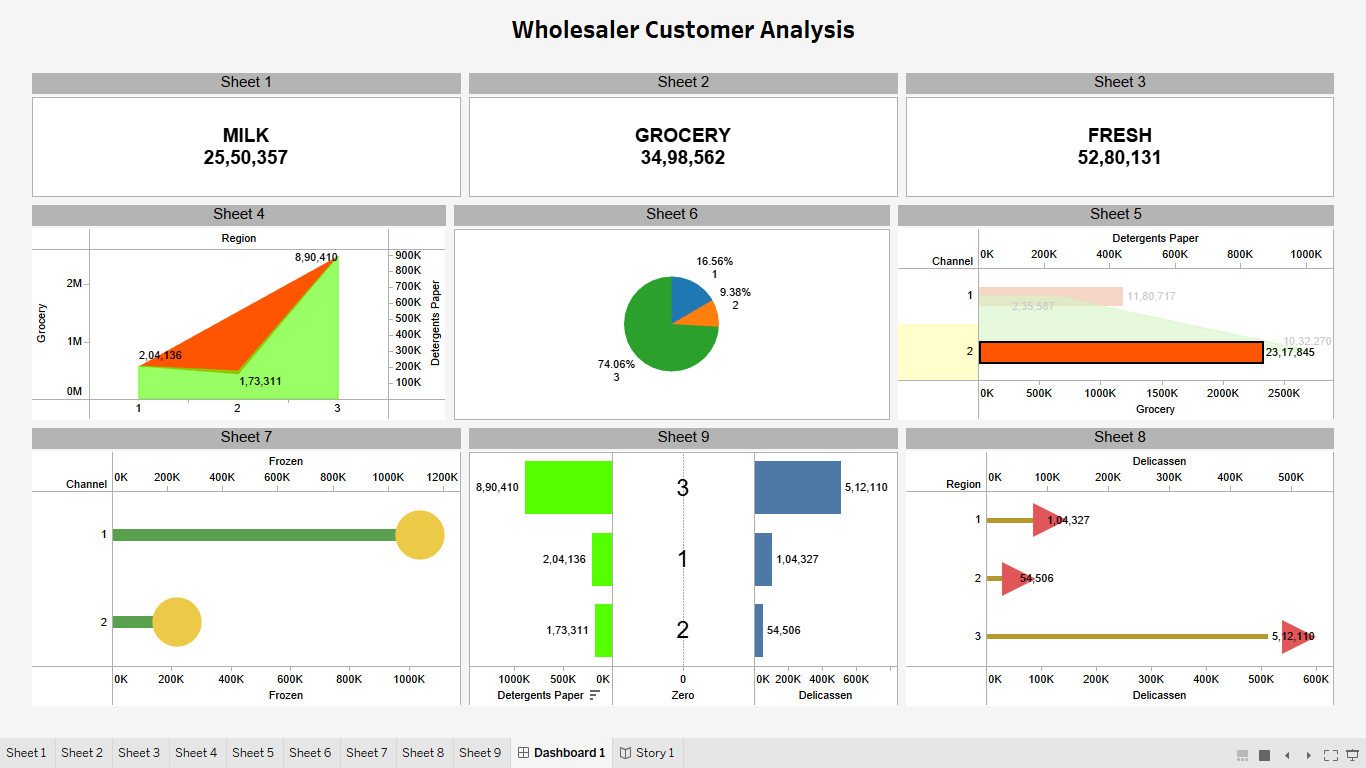 Wholesaler Customer Analysis
Sheet 1
MILK
25,50,357
Sheet 2
GROCERY
34,98,562
Sheet 3
FRESH
52,80,131
Sheet 4
Region
8,90,410
2,04,136
1,73,311
Grocery
2M
1M
0M
Detergents Paper
900K
800K
700K
600K
500K
400K
300K
200K
100K
1 2 3
Sheet 6
16.56%
1
9.38%
2
74.06%
3
Sheet 5
Detergents Paper
Channel
0K 200K 400K 600K 800K 1000K
1
11,80,717
2,35,587
10,32,270
2
23,17,845
0K 500K 1000K 1500K 2000K 2500K
Grocery
Sheet 7
Frozen
Channel
0K 200K 400K 600K 800K 1000K 1200K
1
2
0K 200K 400K 600K 800K 1000K
Frozen
Sheet 9
8,90,410 3 5,12,110
2,04,136 1 1,04,327
1,73,311 2 54,506
1000K 500K 0K 0 0K 200K 400K 600K
Detergents Paper Zero Delicassen
Sheet 8
Delicassen
Region
0K 100K 200K 300K 400K 500K
1 1,04,327
2 54,506
3 5,12,110
0K 100K 200K 300K 400K 500K 600K
Delicassen
Sheet 1 Sheet 2 Sheet 3 Sheet 4 Sheet 5 Sheet 6 Sheet 7 Sheet 8 Sheet 9 Dashboard 1 Story 1